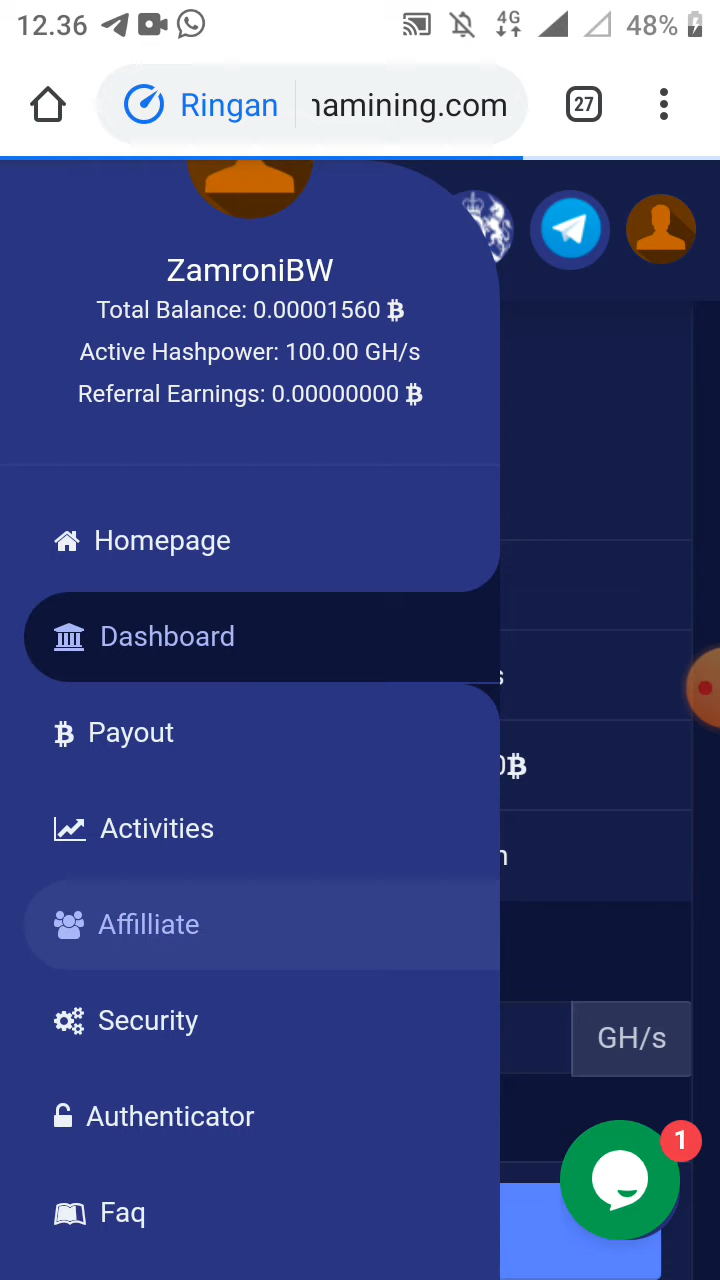 12.36 4G 48%
Ringan amining.com 27
ZamroniBW
Total Balance: 0.00001560
Active Hashpower: 100.00 GH/s
Referral Earnings: 0.00000000
Homepage
Dashboard
Payout
Activities
Affilliate
Security
GH/s
Authenticator
1
Faq